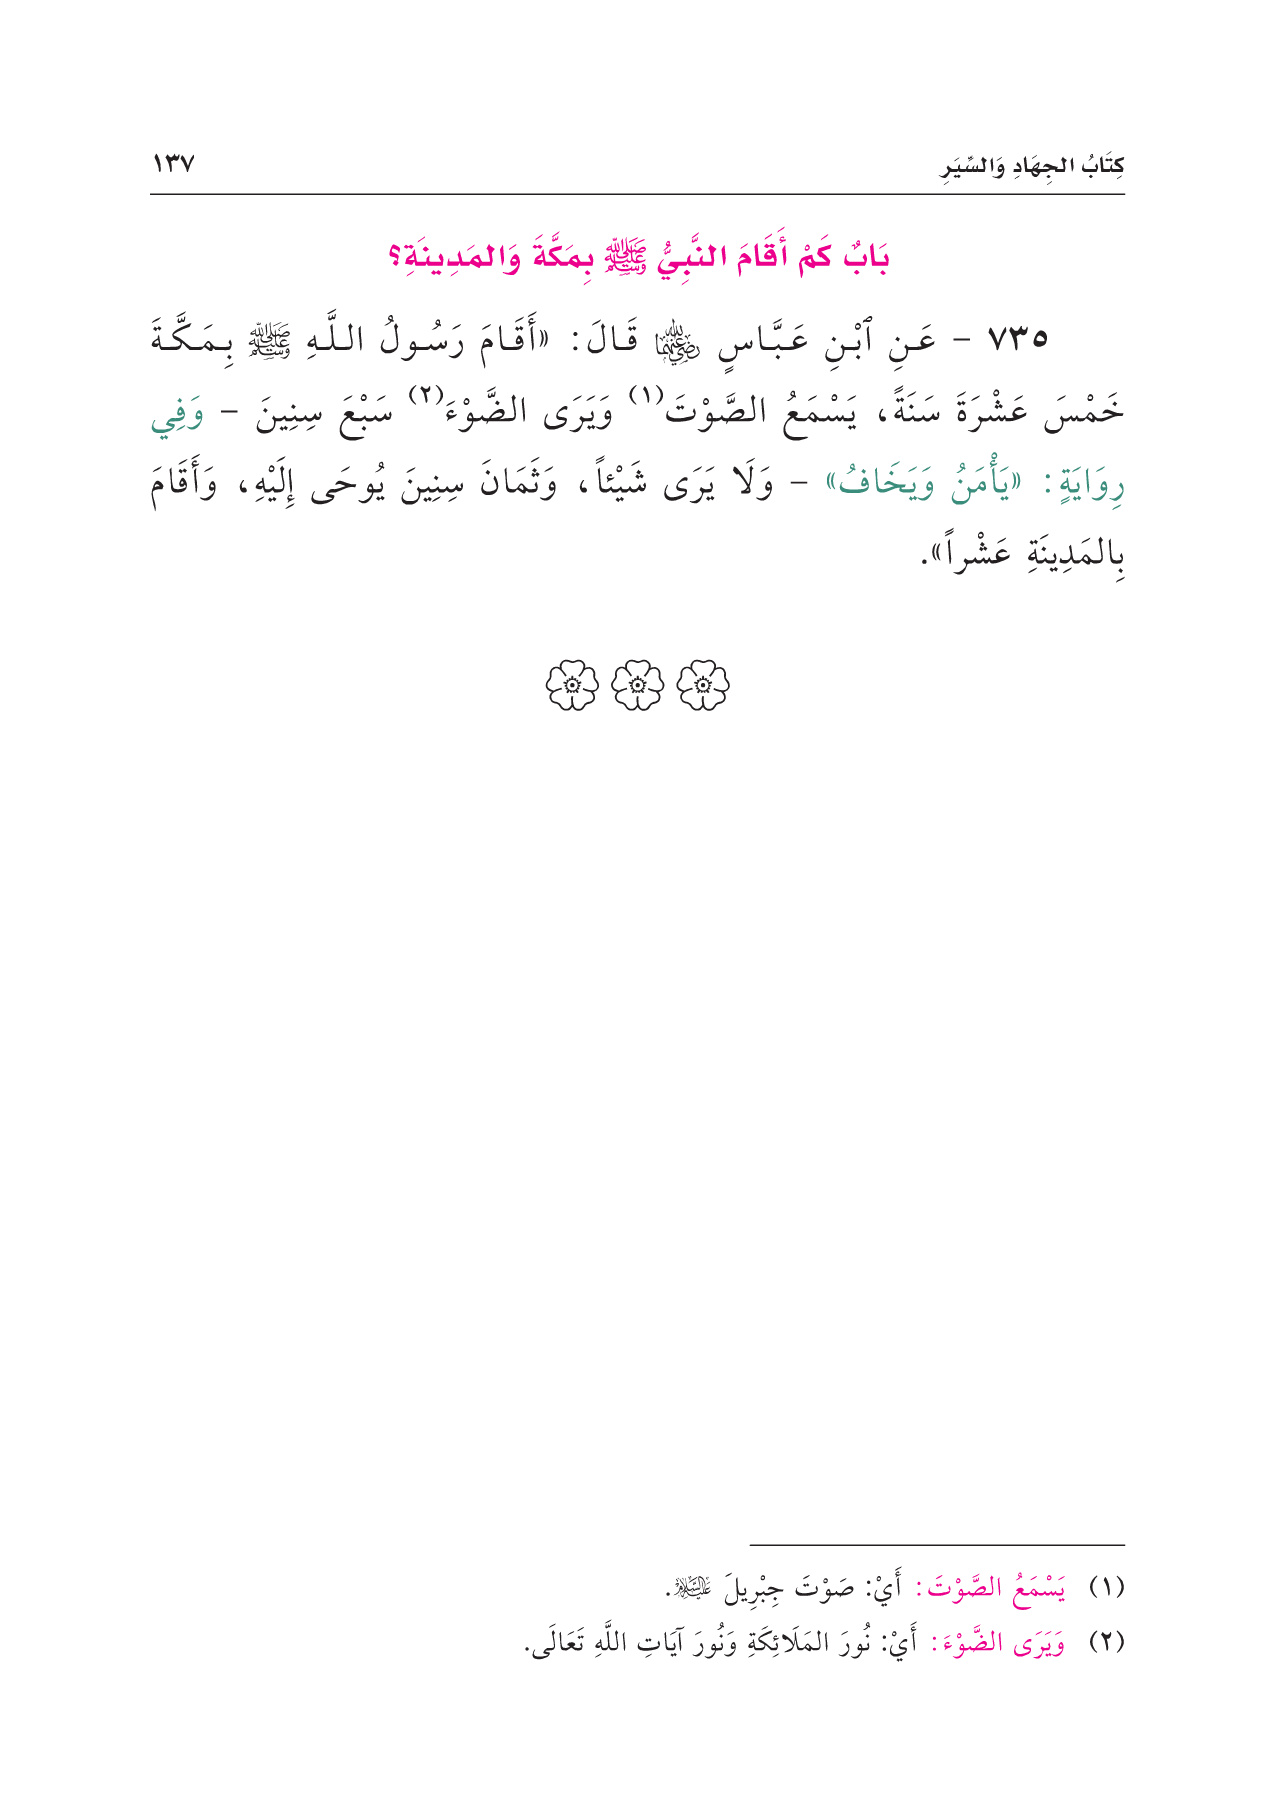 كِتَابُ الجِهَادِ وَالسِّيَرِ ١٣٧
بَابٌ كَمْ أَقَامَ النَّبِيُّ ﷺ بِمَكَّةَ وَالمَدِينَةِ؟
٧٣٥ - عَنِ ٱبْنِ عَبَّاسٍ رضي الله عنهما قَالَ: «أَقَامَ رَسُولُ اللَّهِ ﷺ بِمَكَّةَ
خَمْسَ عَشْرَةَ سَنَةً، يَسْمَعُ الصَّوْتَ(١) وَيَرَى الضَّوْءَ(٢) سَبْعَ سِنِينَ - وَفِي
رِوَايَةٍ: «يَأْمَنُ وَيَخَافُ» - وَلَا يَرَى شَيْئاً، وَثَمَانَ سِنِينَ يُوحَى إِلَيْهِ، وَأَقَامَ
بِالمَدِينَةِ عَشْراً».
(١) يَسْمَعُ الصَّوْتَ: أَيْ: صَوْتَ جِبْرِيلَ عليه السلام.
(٢) وَيَرَى الضَّوْءَ: أَيْ: نُورَ المَلَائِكَةِ وَنُورَ آيَاتِ اللَّهِ تَعَالَى.